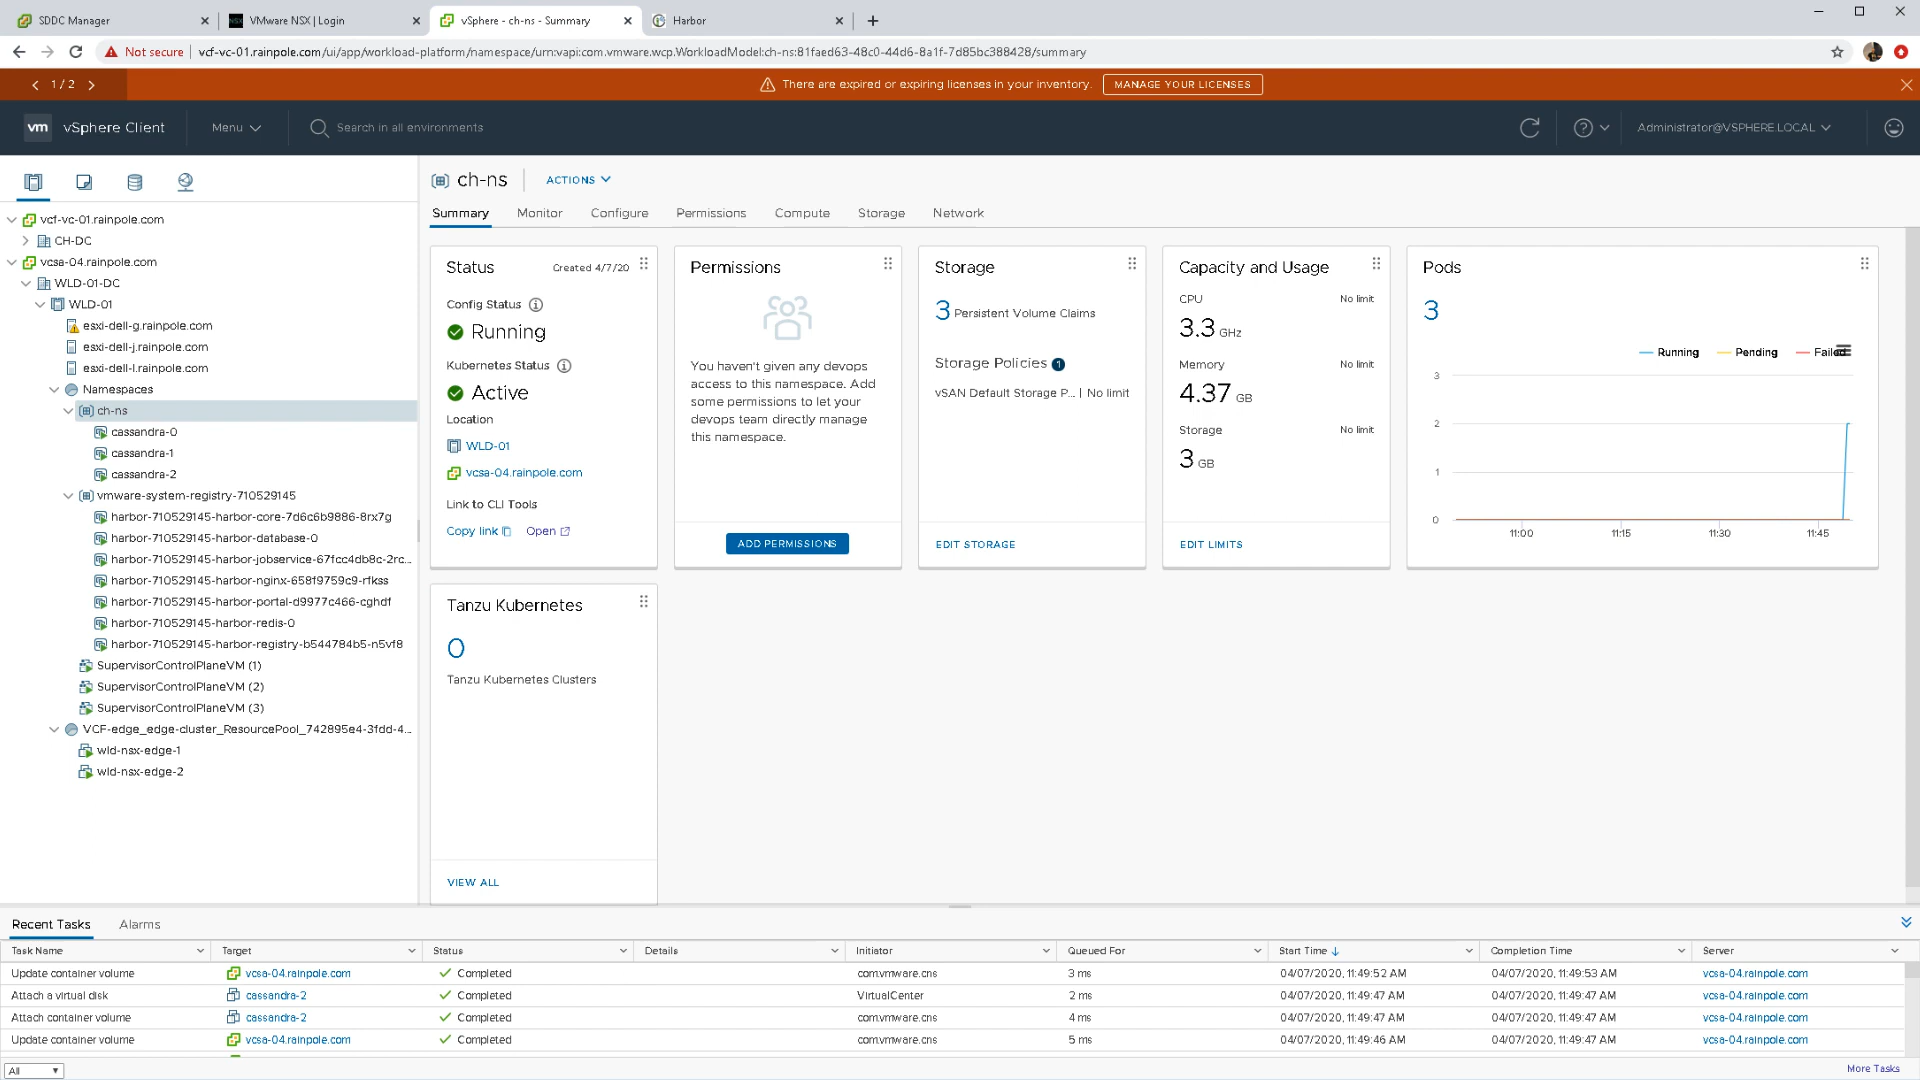 SDDC Manager
VMware NSX | Login
vSphere - ch-ns - Summary
Harbor
Not secure
vcf-vc-01.rainpole.com/ui/app/workload-platform/namespace/urn:vapi:com.vmware.wcp.WorkloadModel:ch-ns:81faed63-48c0-44d6-8a1f-7d85bc388428/summary
1 / 2
There are expired or expiring licenses in your inventory.
MANAGE YOUR LICENSES
vm
vSphere Client
Menu
Search in all environments
Administrator@VSPHERE.LOCAL
vcf-vc-01.rainpole.com
CH-DC
vcsa-04.rainpole.com
WLD-01-DC
WLD-01
esxi-dell-g.rainpole.com
esxi-dell-j.rainpole.com
esxi-dell-l.rainpole.com
Namespaces
ch-ns
cassandra-0
cassandra-1
cassandra-2
vmware-system-registry-710529145
harbor-710529145-harbor-core-7d6c6b9886-8rx7g
harbor-710529145-harbor-database-0
harbor-710529145-harbor-jobservice-67fcc4db8c-2rc...
harbor-710529145-harbor-nginx-658f9759c9-rfkss
harbor-710529145-harbor-portal-d9977c466-cghdf
harbor-710529145-harbor-redis-0
harbor-710529145-harbor-registry-b544784b5-n5vf8
SupervisorControlPlaneVM (1)
SupervisorControlPlaneVM (2)
SupervisorControlPlaneVM (3)
VCF-edge_edge-cluster_ResourcePool_742895e4-3fdd-4...
wld-nsx-edge-1
wld-nsx-edge-2
ch-ns
ACTIONS
Summary
Monitor
Configure
Permissions
Compute
Storage
Network
Status
Created 4/7/20
Config Status
Running
Kubernetes Status
Active
Location
WLD-01
vcsa-04.rainpole.com
Link to CLI Tools
Copy link
Open
Permissions
You haven't given any devops
access to this namespace. Add
some permissions to let your
devops team directly manage
this namespace.
ADD PERMISSIONS
Storage
3 Persistent Volume Claims
Storage Policies 1
vSAN Default Storage P... | No limit
EDIT STORAGE
Capacity and Usage
CPU No limit
3.3 GHz
Memory No limit
4.37 GB
Storage No limit
3 GB
EDIT LIMITS
Pods
3
Running Pending Failed
3
2
1
0
11:00 11:15 11:30 11:45
Tanzu Kubernetes
0
Tanzu Kubernetes Clusters
VIEW ALL
Recent Tasks
Alarms
Task Name Target Status Details Initiator Queued For Start Time Completion Time Server
Update container volume vcsa-04.rainpole.com Completed com.vmware.cns 3 ms 04/07/2020, 11:49:52 AM 04/07/2020, 11:49:53 AM vcsa-04.rainpole.com
Attach a virtual disk cassandra-2 Completed VirtualCenter 2 ms 04/07/2020, 11:49:47 AM 04/07/2020, 11:49:47 AM vcsa-04.rainpole.com
Attach container volume cassandra-2 Completed com.vmware.cns 4 ms 04/07/2020, 11:49:47 AM 04/07/2020, 11:49:47 AM vcsa-04.rainpole.com
Update container volume vcsa-04.rainpole.com Completed com.vmware.cns 5 ms 04/07/2020, 11:49:46 AM 04/07/2020, 11:49:47 AM vcsa-04.rainpole.com
All
More Tasks